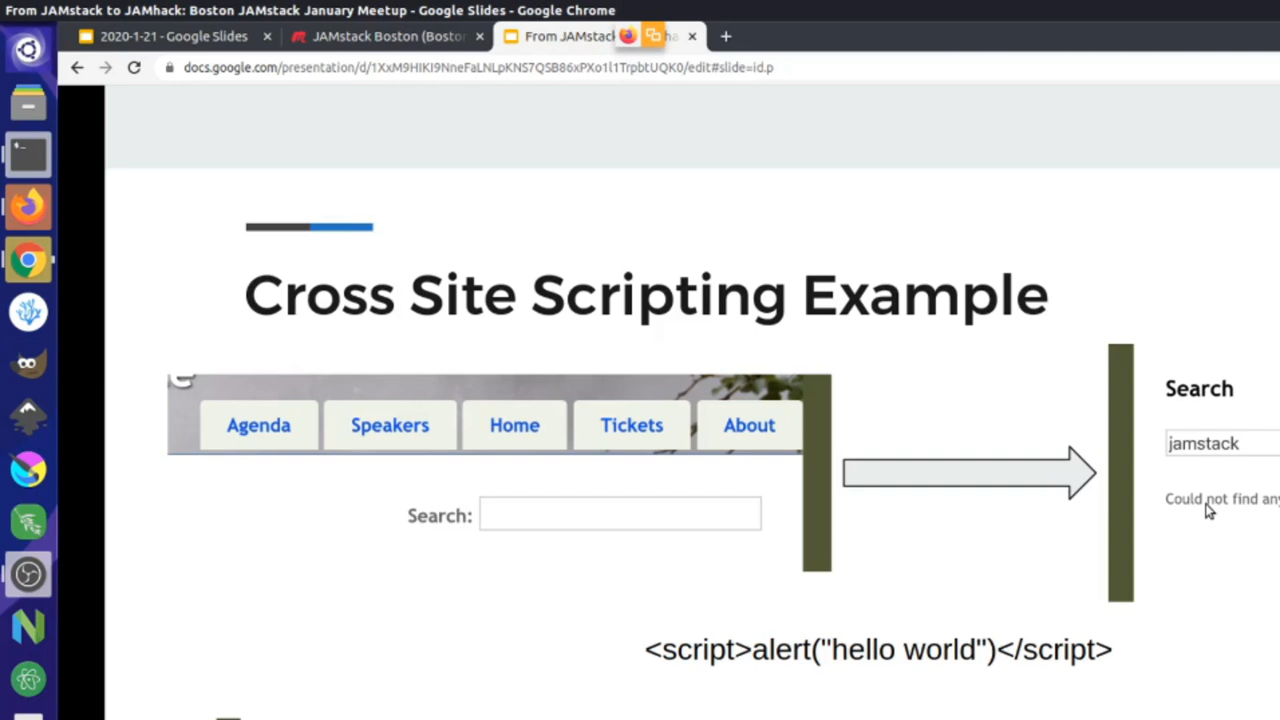 From JAMstack to JAMhack: Boston JAMstack January Meetup - Google Slides - Google Chrome
2020-1-21 - Google Slides
JAMstack Boston (Bosto
From JAMstac
docs.google.com/presentation/d/1XxM9HIKI9NneFaLNLpKNS7QSB86xPXo1l1TrpbtUQK0/edit#slide=id.p
Cross Site Scripting Example
Agenda Speakers Home Tickets About
Search:
Search
jamstack
Could not find any
<script>alert("hello world")</script>